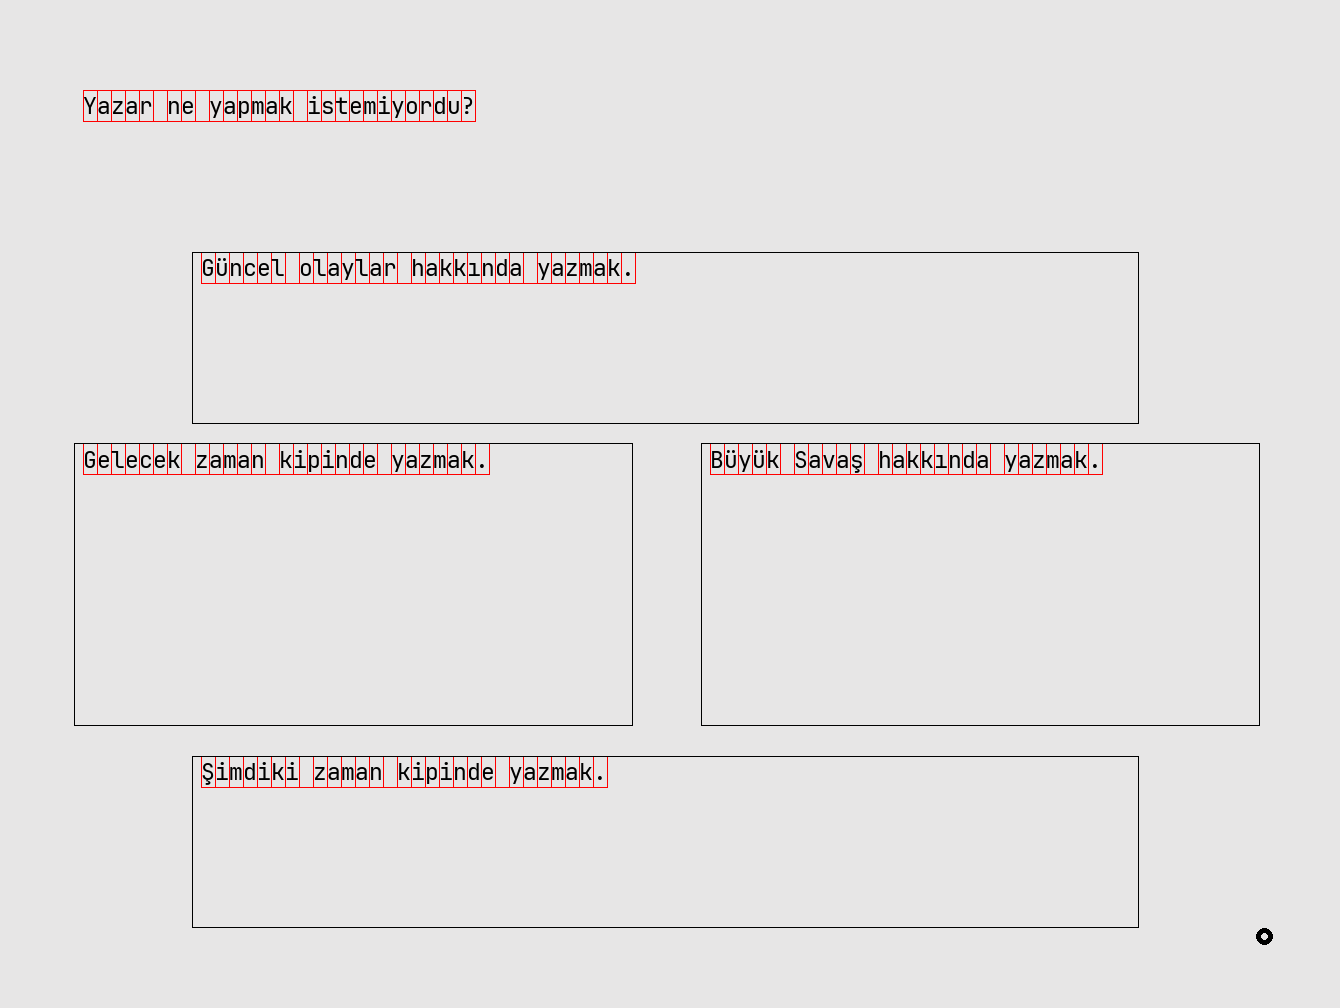 Yazar ne yapmak istemiyordu?
Güncel olaylar hakkında yazmak.
Gelecek zaman kipinde yazmak.
Büyük Savaş hakkında yazmak.
Şimdiki zaman kipinde yazmak.